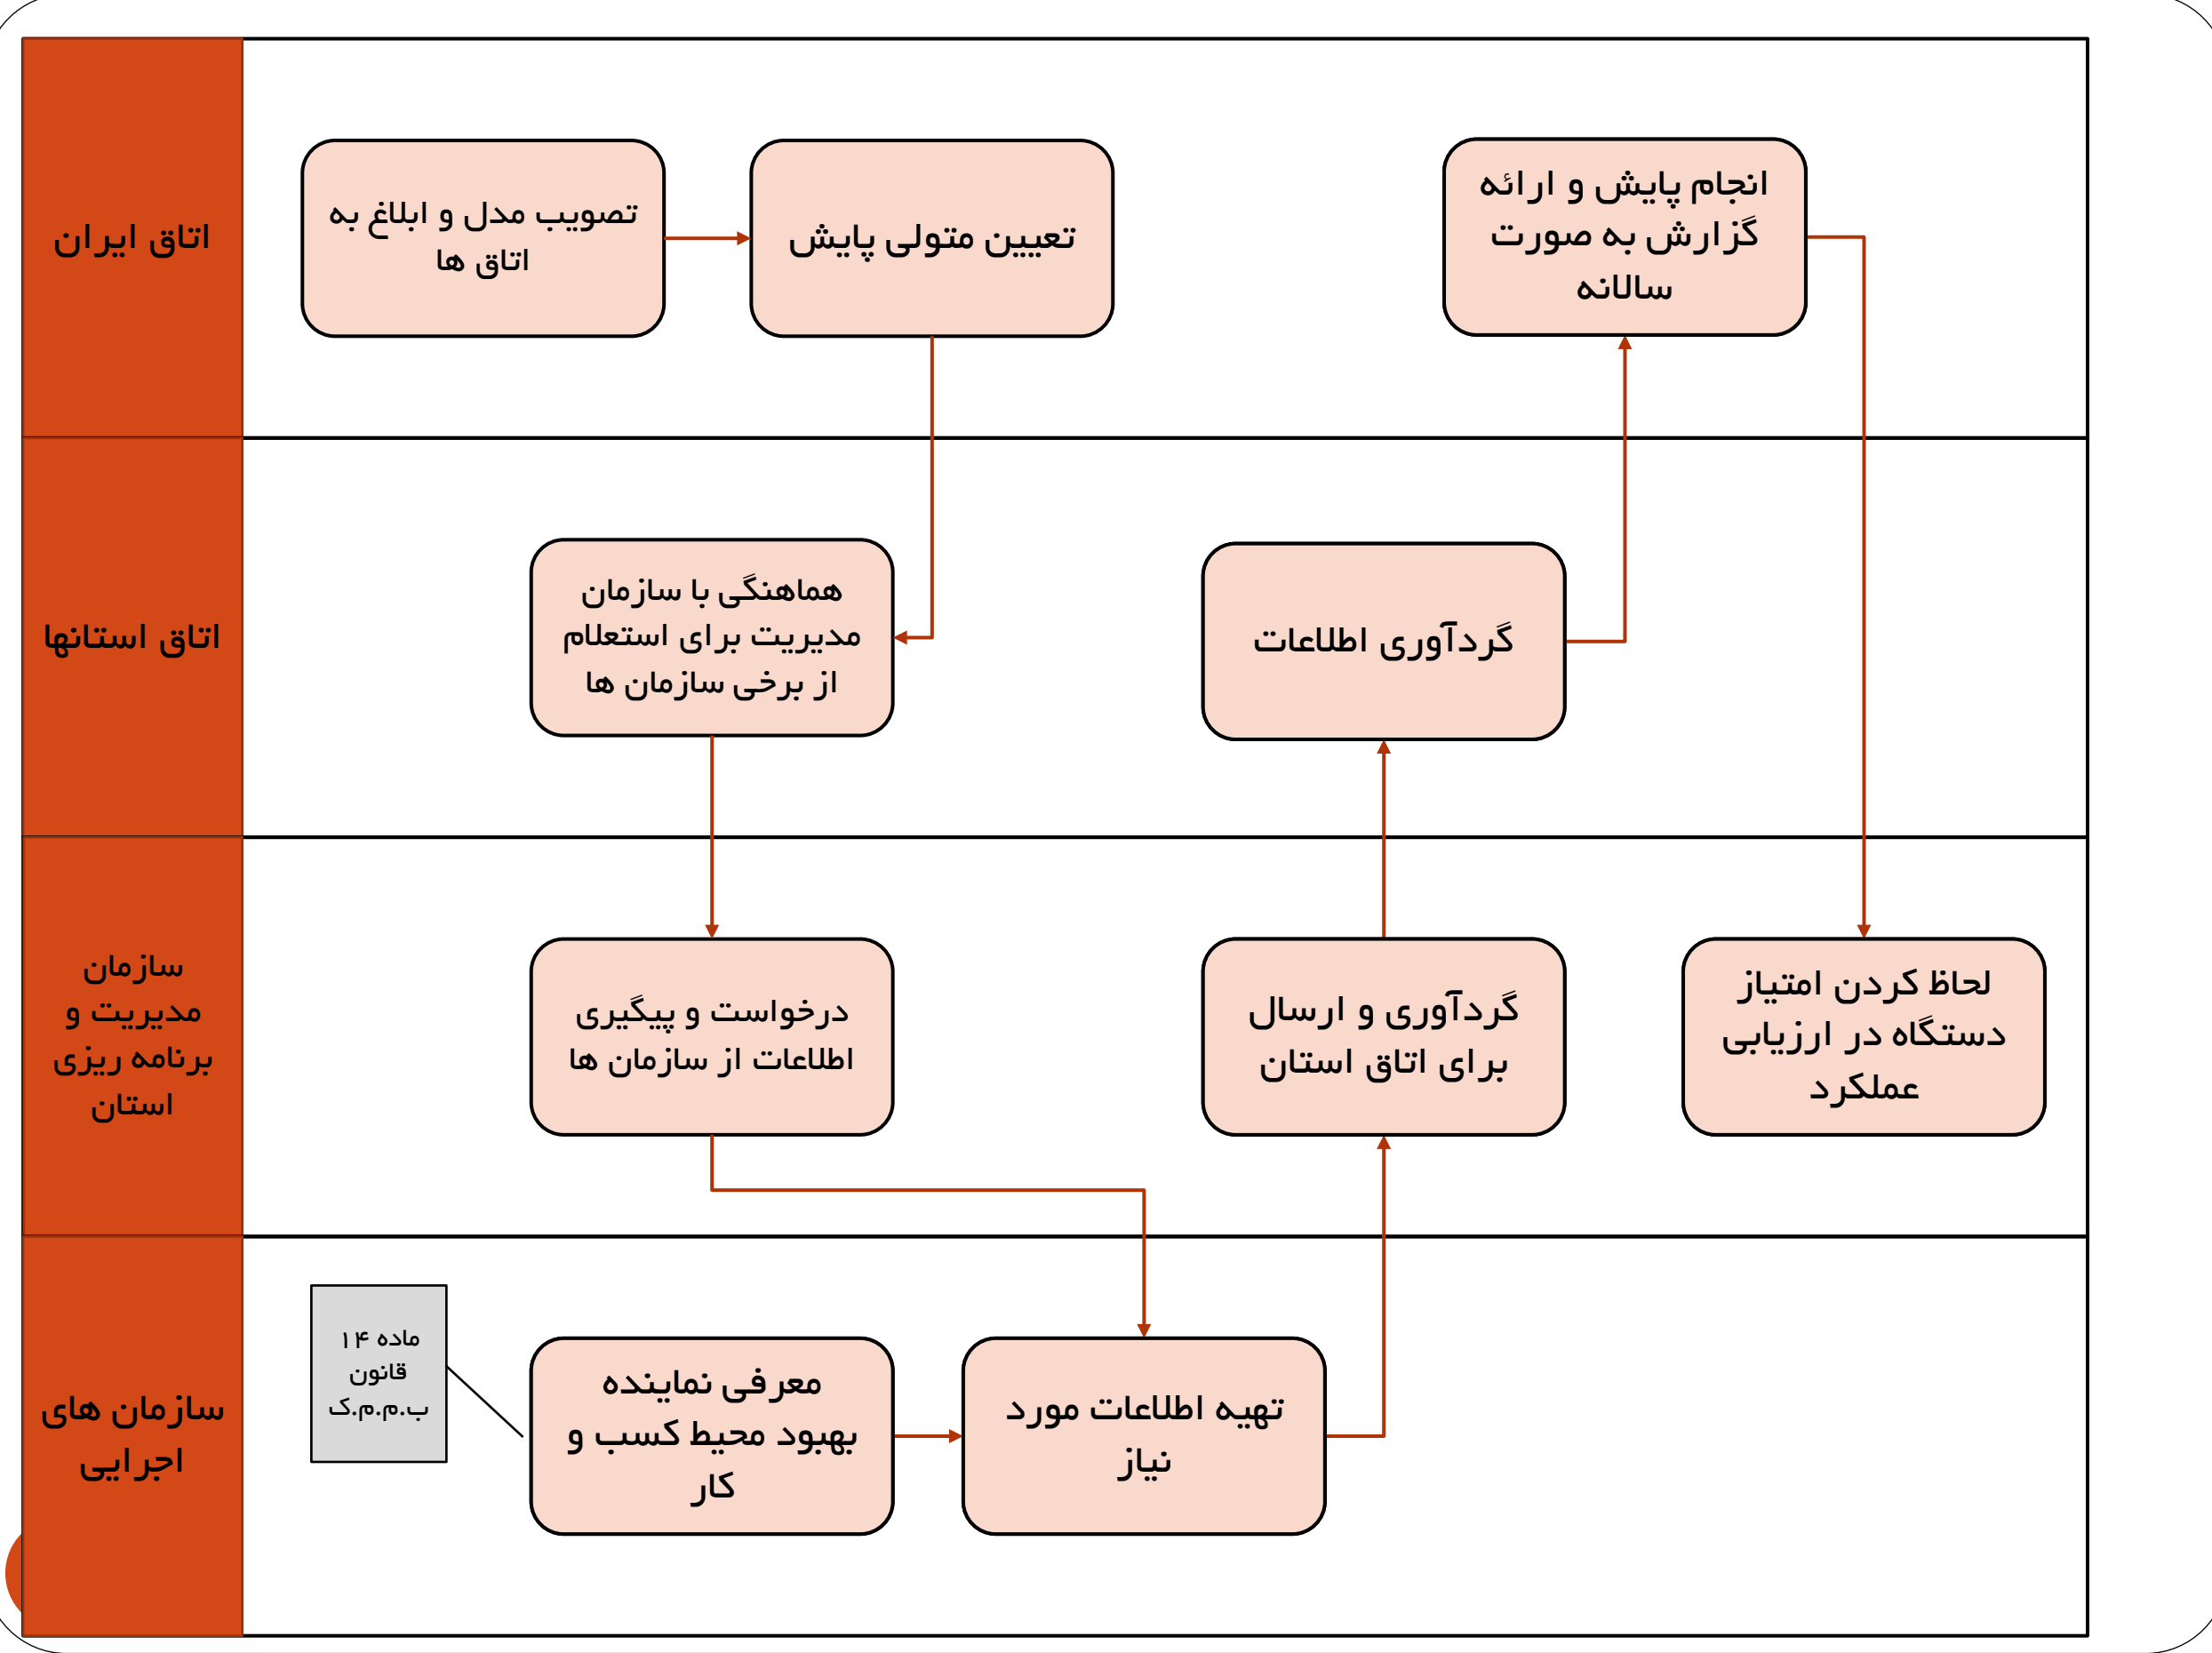 اتاق ایران
تصویب مدل و ابلاغ به
اتاق ها
تعیین متولی پایش
انجام پایش و ارائه
گزارش به صورت
سالانه
اتاق استانها
هماهنگی با سازمان
مدیریت برای استعلام
از برخی سازمان ها
گردآوری اطلاعات
سازمان
مدیریت و
برنامه ریزی
استان
درخواست و پیگیری
اطلاعات از سازمان ها
گردآوری و ارسال
برای اتاق استان
لحاظ کردن امتیاز
دستگاه در ارزیابی
عملکرد
سازمان های
اجرایی
ماده ۱۴
قانون
ب.م.م.ک
معرفی نماینده
بهبود محیط کسب و
کار
تهیه اطلاعات مورد
نیاز